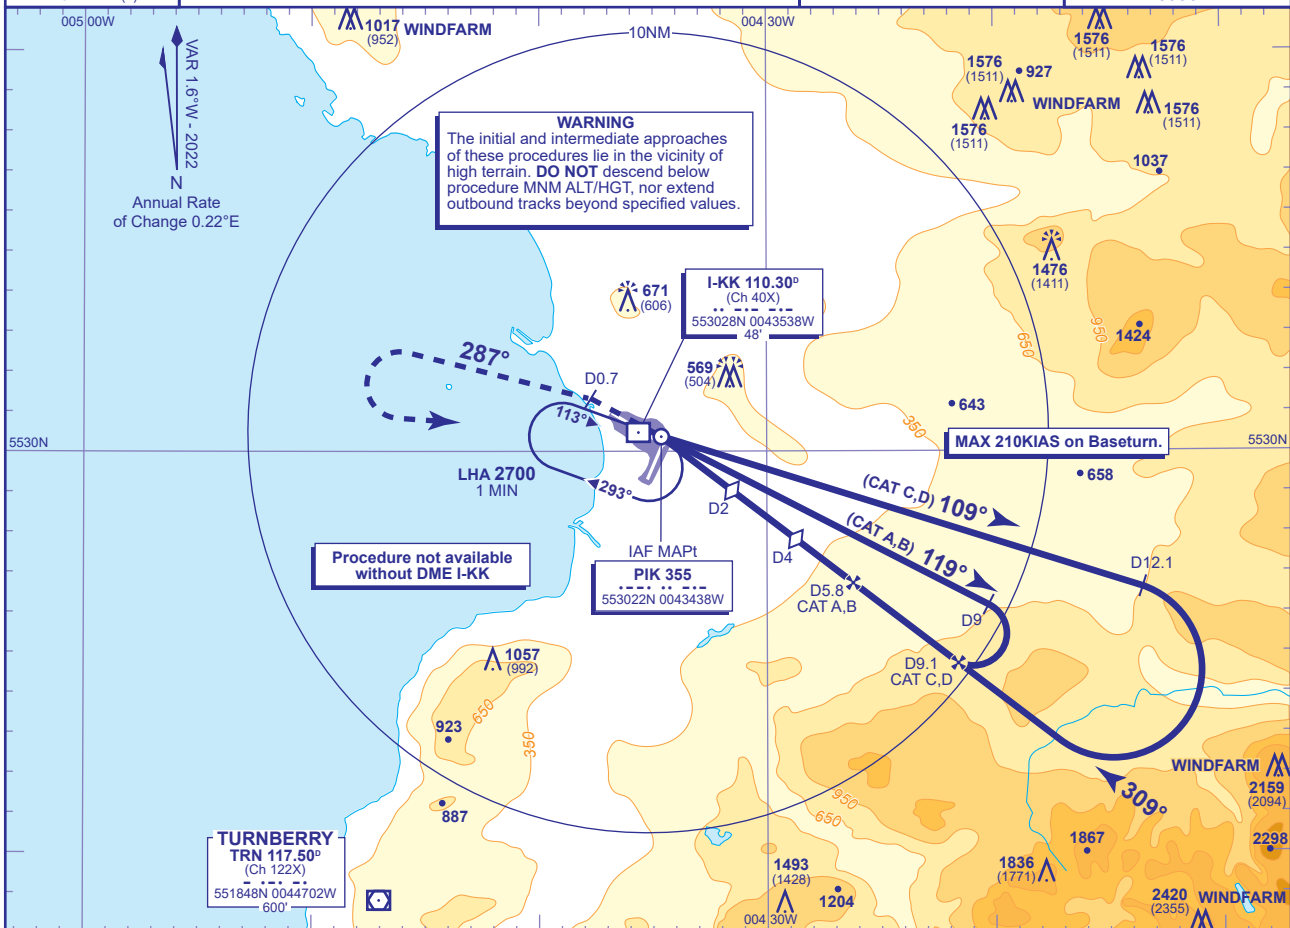 005 00W
1017
(952)
WINDFARM
10NM
004 30W
1576
(1511)
1576
(1511)
1576
(1511)
927
WINDFARM
1576
(1511)
1576
(1511)
1037
VAR 1.6°W - 2022
N
Annual Rate
of Change 0.22°E
WARNING
The initial and intermediate approaches
of these procedures lie in the vicinity of
high terrain. DO NOT descend below
procedure MNM ALT/HGT, nor extend
outbound tracks beyond specified values.
1476
(1411)
671
(606)
I-KK 110.30ᴰ
(Ch 40X)
553028N 0043538W
48'
950
650
1424
287°
D0.7
569
(504)
113°
643
350
5530N
MAX 210KIAS on Baseturn.
5530N
LHA 2700
1 MIN
293°
658
(CAT C,D) 109°
D2
(CAT A,B) 119°
Procedure not available
without DME I-KK
IAF MAPt
PIK 355
553022N 0043438W
D4
D5.8
CAT A,B
D9
D12.1
1057
(992)
D9.1
CAT C,D
650
923
350
WINDFARM
2159
(2094)
309°
950
650
887
TURNBERRY
TRN 117.50ᴰ
(Ch 122X)
551848N 0044702W
600'
1867
2298
1493
(1428)
1836
(1771)
1204
2420
(2355)
WINDFARM
004 30W